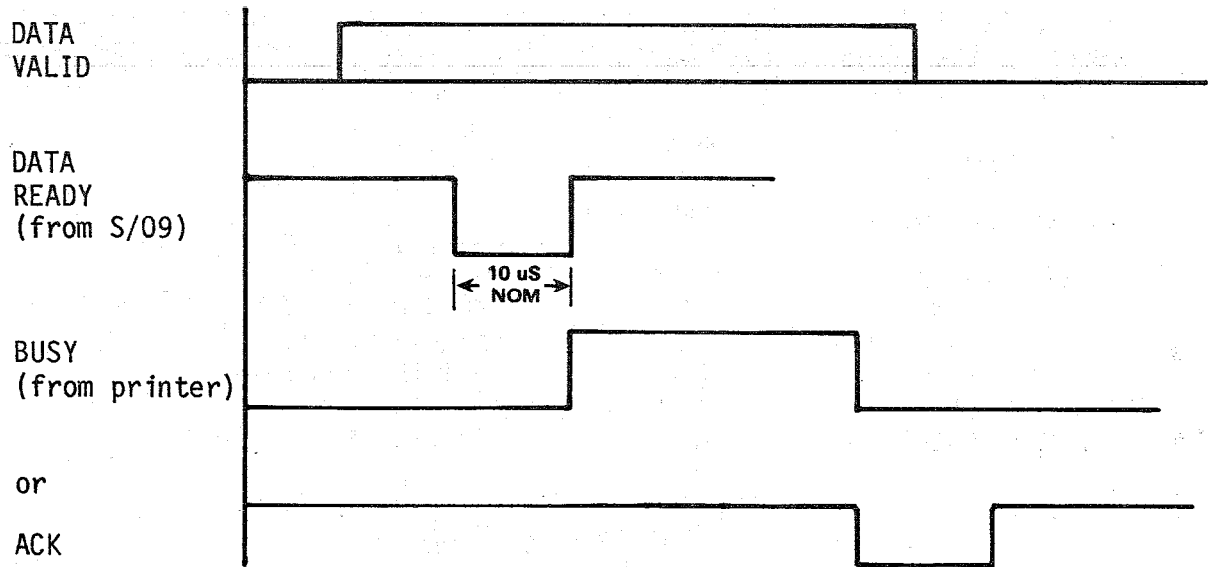 DATA
VALID
DATA
READY
(from S/09)
10 uS
NOM
BUSY
(from printer)
or
ACK